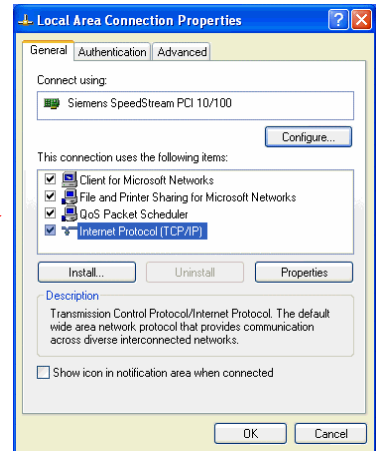 Local Area Connection Properties
General Authentication Advanced
Connect using:
Siemens SpeedStream PCI 10/100
Configure...
This connection uses the following items:
Client for Microsoft Networks
File and Printer Sharing for Microsoft Networks
QoS Packet Scheduler
Internet Protocol (TCP/IP)
Install... Uninstall Properties
Description
Transmission Control Protocol/Internet Protocol. The default
wide area network protocol that provides communication
across diverse interconnected networks.
Show icon in notification area when connected
OK Cancel